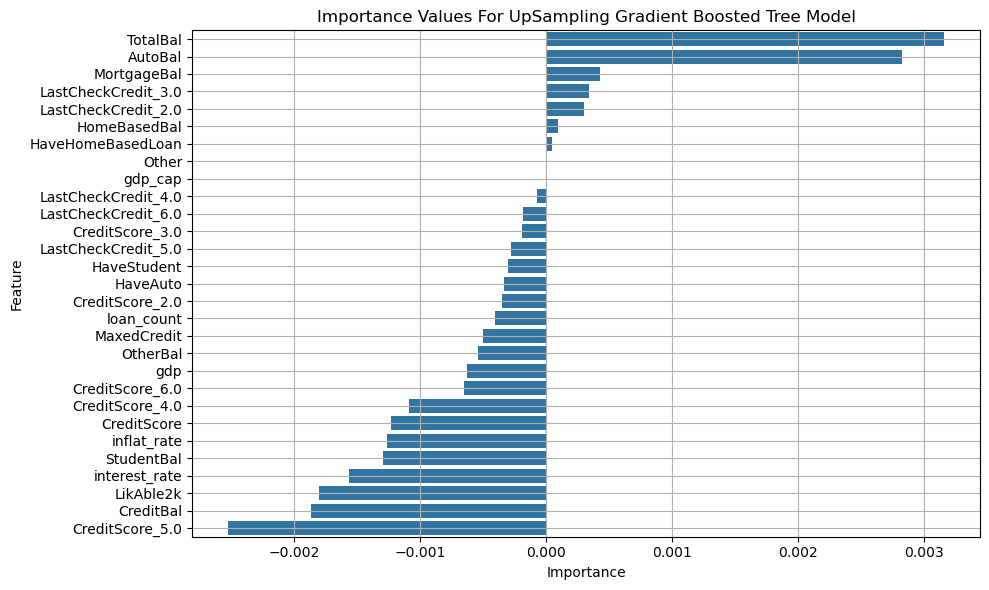 Importance Values For UpSampling Gradient Boosted Tree Model
Feature
TotalBal
AutoBal
MortgageBal
LastCheckCredit_3.0
LastCheckCredit_2.0
HomeBasedBal
HaveHomeBasedLoan
Other
gdp_cap
LastCheckCredit_4.0
LastCheckCredit_6.0
CreditScore_3.0
LastCheckCredit_5.0
HaveStudent
HaveAuto
CreditScore_2.0
loan_count
MaxedCredit
OtherBal
gdp
CreditScore_6.0
CreditScore_4.0
CreditScore
inflat_rate
StudentBal
interest_rate
LikAble2k
CreditBal
CreditScore_5.0
−0.002 −0.001 0.000 0.001 0.002 0.003
Importance